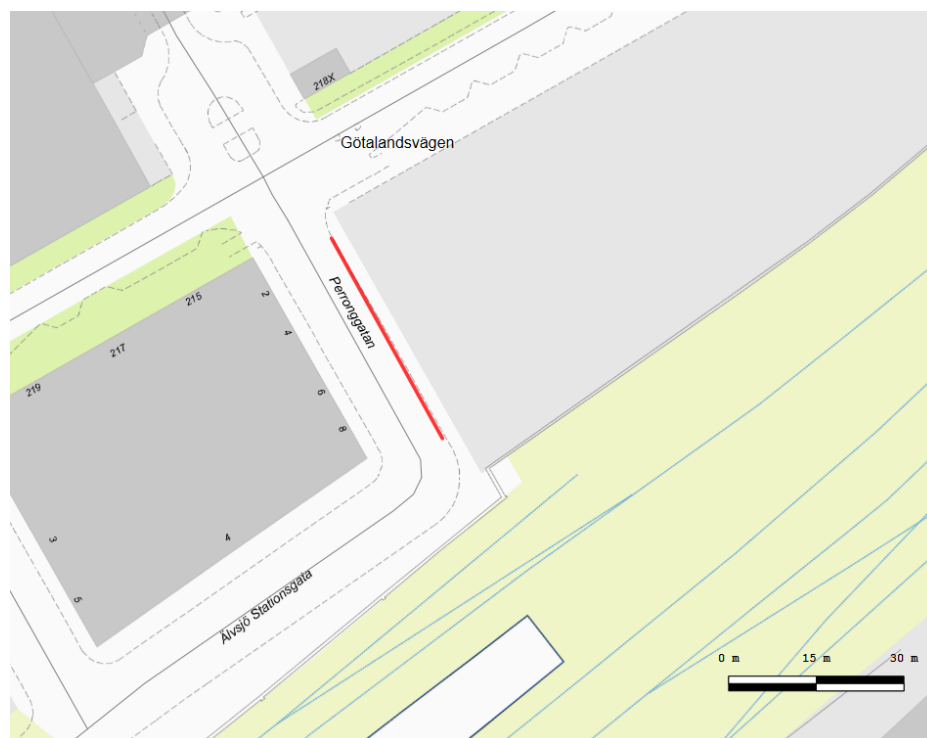 218X
Götalandsvägen
Perronggatan
215
217
219
2
4
6
8
3
5
4
Älvsjö Stationsgata
0 m 15 m 30 m